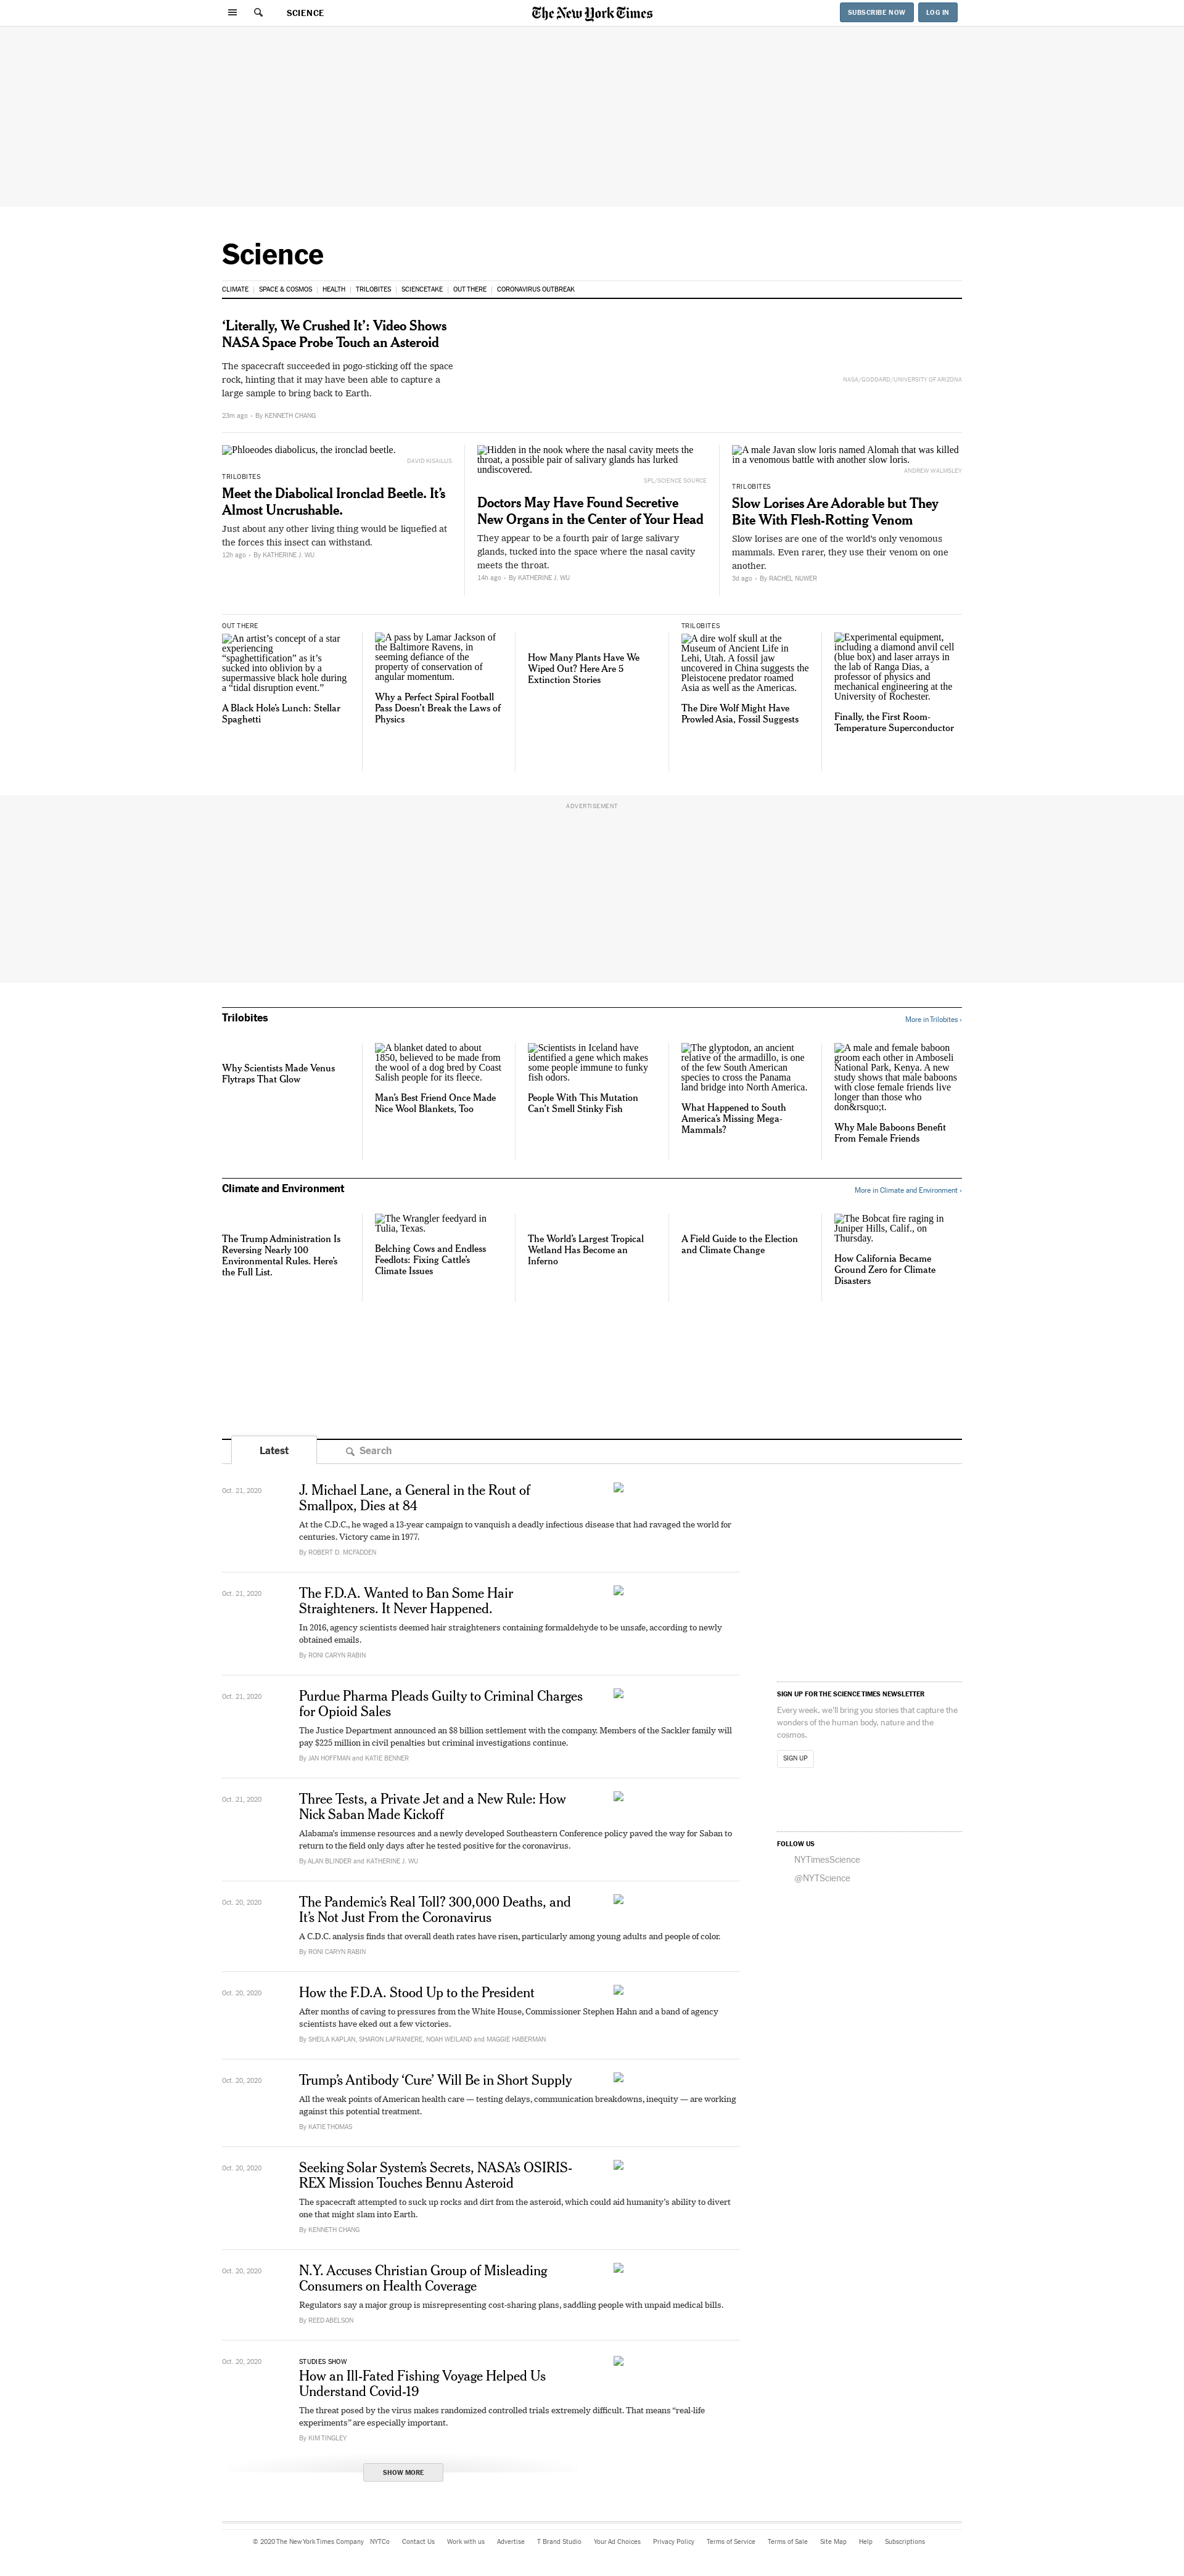 SCIENCE
The New York Times
SUBSCRIBE NOW
LOG IN
Science
CLIMATE
SPACE & COSMOS
HEALTH
TRILOBITES
SCIENCETAKE
OUT THERE
CORONAVIRUS OUTBREAK
‘Literally, We Crushed It’: Video Shows
NASA Space Probe Touch an Asteroid
The spacecraft succeeded in pogo-sticking off the space
rock, hinting that it may have been able to capture a
large sample to bring back to Earth.
23m ago - By KENNETH CHANG
NASA/GODDARD/UNIVERSITY OF ARIZONA
Phloeodes diabolicus, the ironclad beetle.
DAVID KISAILUS
TRILOBITES
Meet the Diabolical Ironclad Beetle. It’s
Almost Uncrushable.
Just about any other living thing would be liquefied at
the forces this insect can withstand.
12h ago - By KATHERINE J. WU
Hidden in the nook where the nasal cavity meets the
throat, a possible pair of salivary glands has lurked
undiscovered.
SPL/SCIENCE SOURCE
Doctors May Have Found Secretive
New Organs in the Center of Your Head
They appear to be a fourth pair of large salivary
glands, tucked into the space where the nasal cavity
meets the throat.
14h ago - By KATHERINE J. WU
A male Javan slow loris named Alomah that was killed
in a venomous battle with another slow loris.
ANDREW WALMSLEY
TRILOBITES
Slow Lorises Are Adorable but They
Bite With Flesh-Rotting Venom
Slow lorises are one of the world's only venomous
mammals. Even rarer, they use their venom on one
another.
3d ago - By RACHEL NUWER
OUT THERE
An artist’s concept of a star
experiencing
“spaghettification” as it’s
sucked into oblivion by a
supermassive black hole during
a “tidal disruption event.”
A Black Hole’s Lunch: Stellar
Spaghetti
A pass by Lamar Jackson of
the Baltimore Ravens, in
seeming defiance of the
property of conservation of
angular momentum.
Why a Perfect Spiral Football
Pass Doesn’t Break the Laws of
Physics
How Many Plants Have We
Wiped Out? Here Are 5
Extinction Stories
TRILOBITES
A dire wolf skull at the
Museum of Ancient Life in
Lehi, Utah. A fossil jaw
uncovered in China suggests the
Pleistocene predator roamed
Asia as well as the Americas.
The Dire Wolf Might Have
Prowled Asia, Fossil Suggests
Experimental equipment,
including a diamond anvil cell
(blue box) and laser arrays in
the lab of Ranga Dias, a
professor of physics and
mechanical engineering at the
University of Rochester.
Finally, the First Room-
Temperature Superconductor
ADVERTISEMENT
Trilobites
More in Trilobites ›
Why Scientists Made Venus
Flytraps That Glow
A blanket dated to about
1850, believed to be made from
the wool of a dog bred by Coast
Salish people for its fleece.
Man’s Best Friend Once Made
Nice Wool Blankets, Too
Scientists in Iceland have
identified a gene which makes
some people immune to funky
fish odors.
People With This Mutation
Can’t Smell Stinky Fish
The glyptodon, an ancient
relative of the armadillo, is one
of the few South American
species to cross the Panama
land bridge into North America.
What Happened to South
America’s Missing Mega-
Mammals?
A male and female baboon
groom each other in Amboseli
National Park, Kenya. A new
study shows that male baboons
with close female friends live
longer than those who
don&rsquo;t.
Why Male Baboons Benefit
From Female Friends
Climate and Environment
More in Climate and Environment ›
The Trump Administration Is
Reversing Nearly 100
Environmental Rules. Here’s
the Full List.
The Wrangler feedyard in
Tulia, Texas.
Belching Cows and Endless
Feedlots: Fixing Cattle’s
Climate Issues
The World’s Largest Tropical
Wetland Has Become an
Inferno
A Field Guide to the Election
and Climate Change
The Bobcat fire raging in
Juniper Hills, Calif., on
Thursday.
How California Became
Ground Zero for Climate
Disasters
Latest
Search
Oct. 21, 2020
J. Michael Lane, a General in the Rout of
Smallpox, Dies at 84
At the C.D.C., he waged a 13-year campaign to vanquish a deadly infectious disease that had ravaged the world for
centuries. Victory came in 1977.
By ROBERT D. MCFADDEN
Oct. 21, 2020
The F.D.A. Wanted to Ban Some Hair
Straighteners. It Never Happened.
In 2016, agency scientists deemed hair straighteners containing formaldehyde to be unsafe, according to newly
obtained emails.
By RONI CARYN RABIN
Oct. 21, 2020
Purdue Pharma Pleads Guilty to Criminal Charges
for Opioid Sales
The Justice Department announced an $8 billion settlement with the company. Members of the Sackler family will
pay $225 million in civil penalties but criminal investigations continue.
By JAN HOFFMAN and KATIE BENNER
Oct. 21, 2020
Three Tests, a Private Jet and a New Rule: How
Nick Saban Made Kickoff
Alabama’s immense resources and a newly developed Southeastern Conference policy paved the way for Saban to
return to the field only days after he tested positive for the coronavirus.
By ALAN BLINDER and KATHERINE J. WU
Oct. 20, 2020
The Pandemic’s Real Toll? 300,000 Deaths, and
It’s Not Just From the Coronavirus
A C.D.C. analysis finds that overall death rates have risen, particularly among young adults and people of color.
By RONI CARYN RABIN
Oct. 20, 2020
How the F.D.A. Stood Up to the President
After months of caving to pressures from the White House, Commissioner Stephen Hahn and a band of agency
scientists have eked out a few victories.
By SHEILA KAPLAN, SHARON LAFRANIERE, NOAH WEILAND and MAGGIE HABERMAN
Oct. 20, 2020
Trump’s Antibody ‘Cure’ Will Be in Short Supply
All the weak points of American health care — testing delays, communication breakdowns, inequity — are working
against this potential treatment.
By KATIE THOMAS
Oct. 20, 2020
Seeking Solar System’s Secrets, NASA’s OSIRIS-
REX Mission Touches Bennu Asteroid
The spacecraft attempted to suck up rocks and dirt from the asteroid, which could aid humanity’s ability to divert
one that might slam into Earth.
By KENNETH CHANG
Oct. 20, 2020
N.Y. Accuses Christian Group of Misleading
Consumers on Health Coverage
Regulators say a major group is misrepresenting cost-sharing plans, saddling people with unpaid medical bills.
By REED ABELSON
Oct. 20, 2020
STUDIES SHOW
How an Ill-Fated Fishing Voyage Helped Us
Understand Covid-19
The threat posed by the virus makes randomized controlled trials extremely difficult. That means “real-life
experiments” are especially important.
By KIM TINGLEY
SHOW MORE
SIGN UP FOR THE SCIENCE TIMES NEWSLETTER
Every week, we'll bring you stories that capture the
wonders of the human body, nature and the
cosmos.
SIGN UP
FOLLOW US
NYTimesScience
@NYTScience
© 2020 The New York Times Company
NYTCo
Contact Us
Work with us
Advertise
T Brand Studio
Your Ad Choices
Privacy Policy
Terms of Service
Terms of Sale
Site Map
Help
Subscriptions